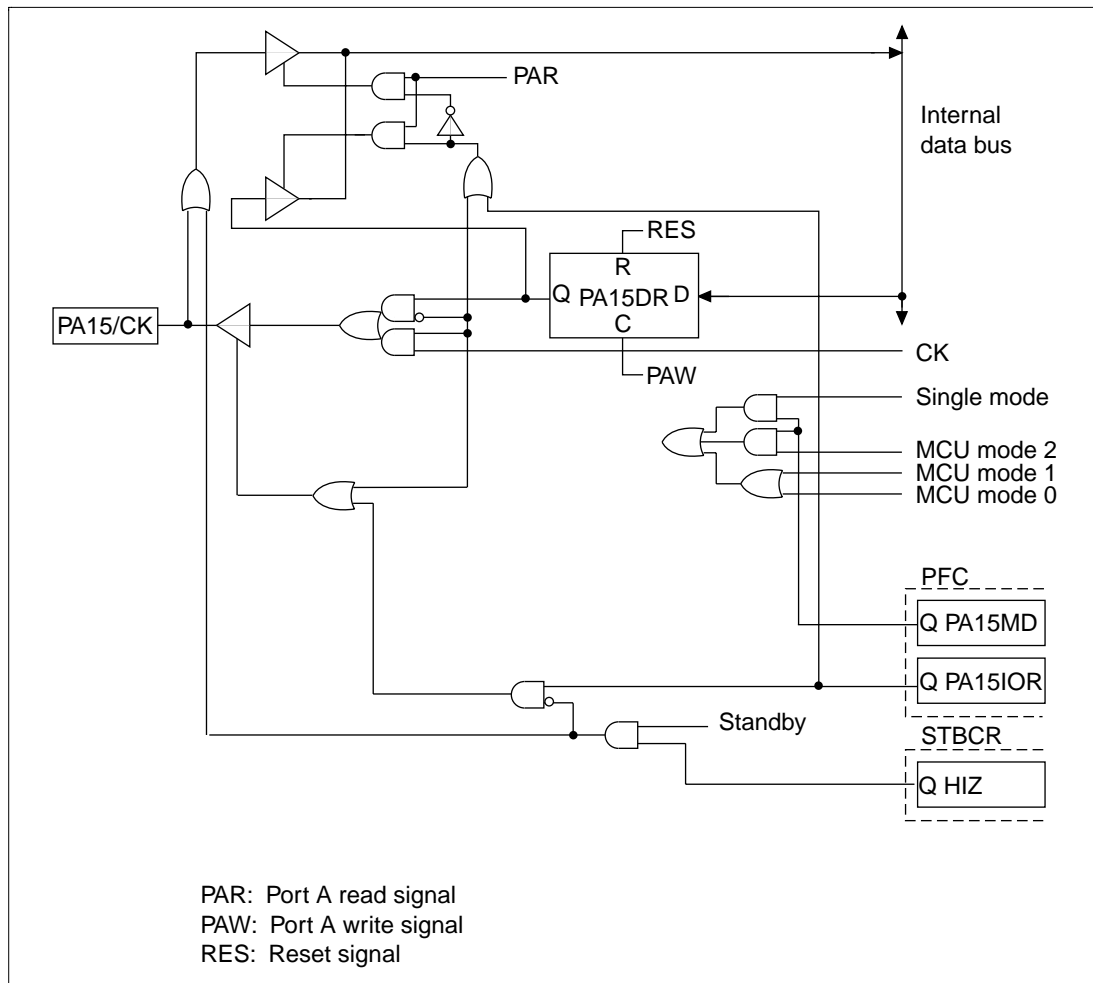 PAR
Internal
data bus
RES
R
Q PA15DR D
C
PAW
PA15/CK
CK
Single mode
MCU mode 2
MCU mode 1
MCU mode 0
PFC
Q PA15MD
Q PA15IOR
Standby
STBCR
Q HIZ
PAR: Port A read signal
PAW: Port A write signal
RES: Reset signal